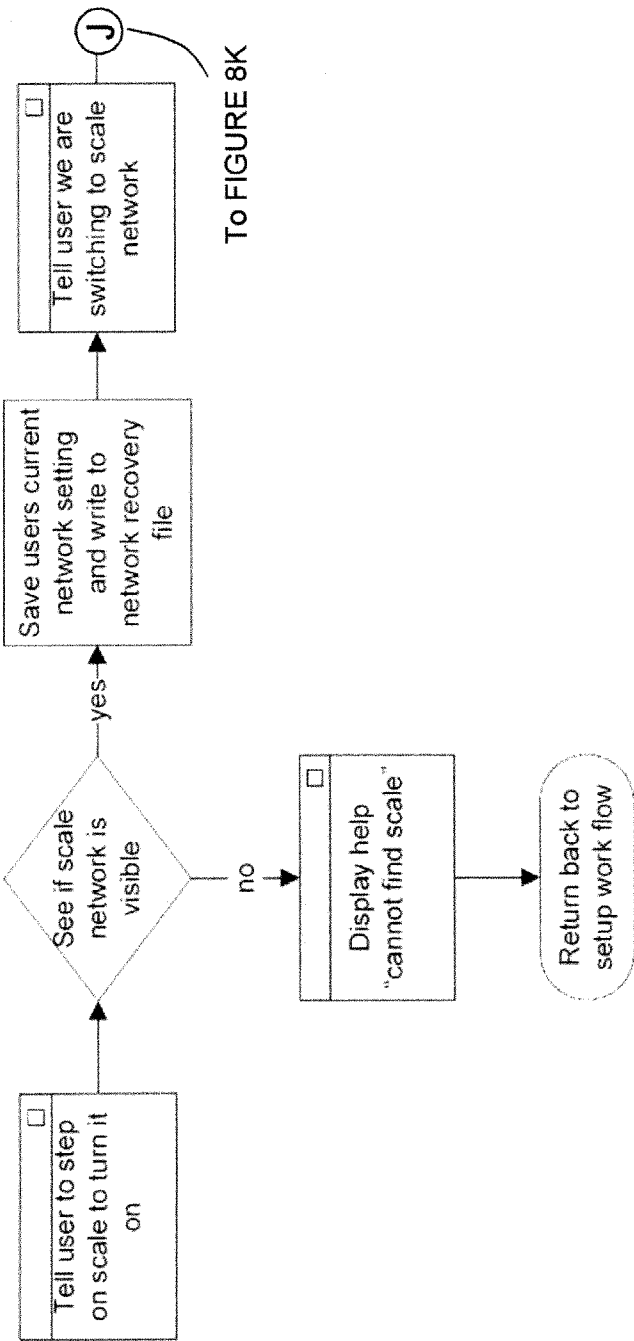 Tell user to step
on scale to turn it
on
See if scale
network is
visible
yes
Save users current
network setting
and write to
network recovery
file
Tell user we are
switching to scale
network
J
To FIGURE 8K
no
Display help
“cannot find scale”
Return back to
setup work flow